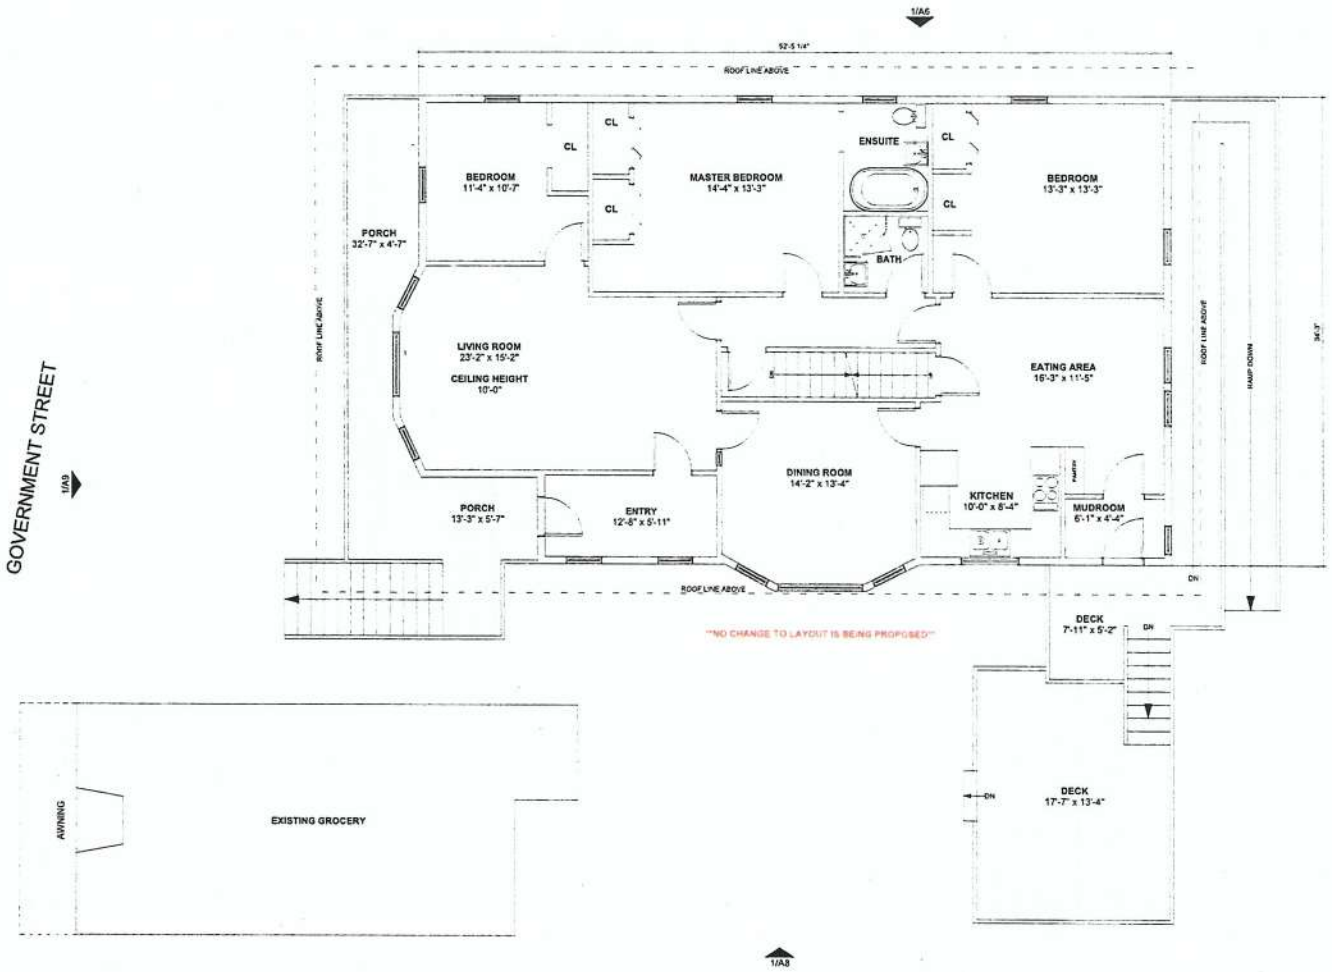 1/A6
52'-5 1/4"
ROOF LINE ABOVE
CL
CL
ENSUITE
CL
BEDROOM
11'-4" x 10'-7"
MASTER BEDROOM
14'-4" x 13'-3"
BEDROOM
13'-3" x 13'-3"
CL
CL
PORCH
32'-7" x 4'-7"
BATH
ROOF LINE ABOVE
ROOF LINE ABOVE
RAMP DOWN
34'-3"
LIVING ROOM
23'-2" x 15'-2"
CEILING HEIGHT
10'-0"
EATING AREA
16'-3" x 11'-5"
DN
GOVERNMENT STREET
1/A9
DINING ROOM
14'-2" x 13'-4"
PANTRY
KITCHEN
10'-0" x 8'-4"
MUDROOM
6'-1" x 4'-4"
PORCH
13'-3" x 5'-7"
ENTRY
12'-8" x 5'-11"
ROOF LINE ABOVE
DN
"NO CHANGE TO LAYOUT IS BEING PROPOSED"
DECK
7'-11" x 5'-2"
DN
DN
DECK
17'-7" x 13'-4"
AWNING
EXISTING GROCERY
1/A8